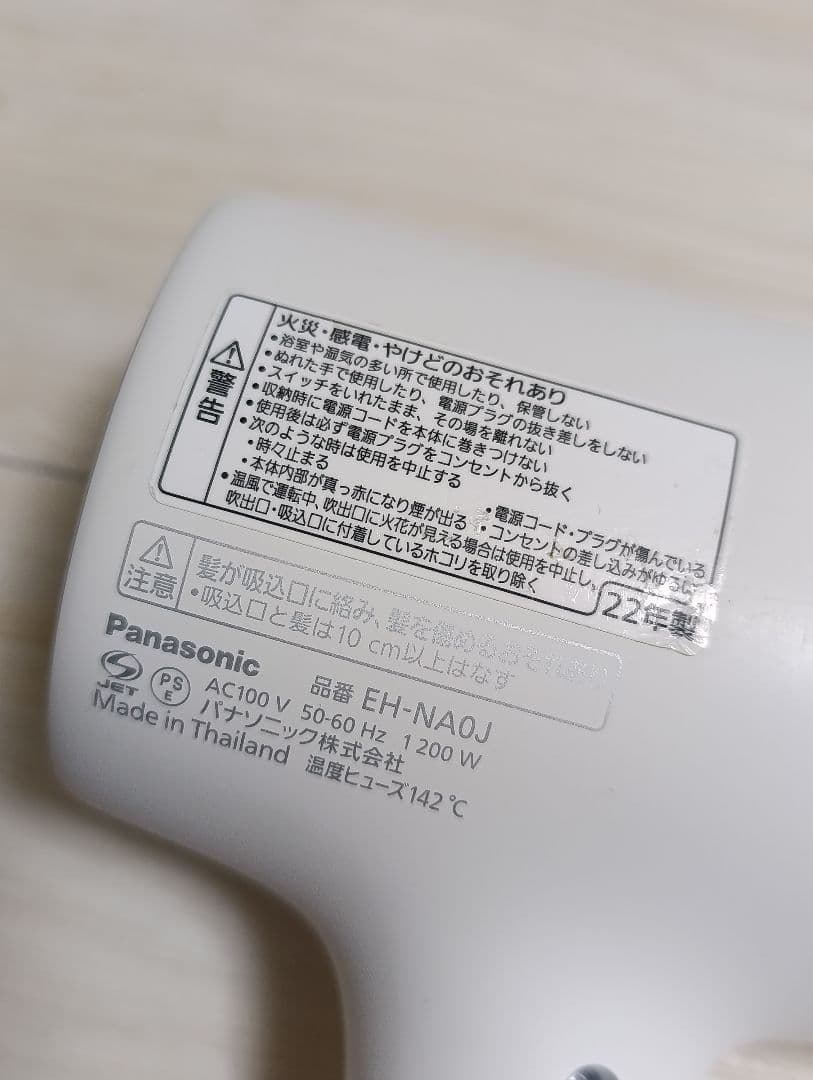 警告
火災・感電・やけどのおそれあり
・浴室や湿気の多い所で使用したり、保管しない
・ぬれた手で使用したり、電源プラグの抜き差しをしない
・スイッチをいれたまま、その場を離れない
・収納時に電源コードを本体に巻きつけない
・使用後は必ず電源プラグをコンセントから抜く
・次のような時は使用を中止する
・時々止まる ・電源コード・プラグが傷んでいる
・本体内部が真っ赤になり煙が出る ・コンセントの差し込みがゆるい
・温風で運転中、吹出口に火花が見える場合は使用を中止し、
吹出口・吸込口に付着しているホコリを取り除く
22年製
注意
髪が吸込口に絡み、髪を傷めるおそれあり
・吸込口と髪は10 cm以上はなす
Panasonic 品番 EH-NA0J
JET PSE AC100 V 50-60 Hz 1 200 W
パナソニック株式会社
Made in Thailand 温度ヒューズ142℃